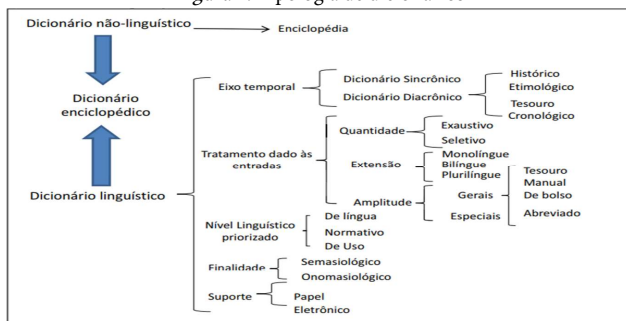 Dicionário não-linguístico
Enciclopédia
Dicionário
enciclopédico
Dicionário linguístico
Eixo temporal
Dicionário Sincrônico
Dicionário Diacrônico
Histórico
Etimológico
Tesouro
Cronológico
Tratamento dado às
entradas
Quantidade
Exaustivo
Seletivo
Extensão
Monolíngue
Bilíngue
Plurilíngue
Amplitude
Gerais
Especiais
Tesouro
Manual
De bolso
Abreviado
Nível Linguístico
priorizado
De língua
Normativo
De Uso
Finalidade
Semasiológico
Onomasiológico
Suporte
Papel
Eletrônico